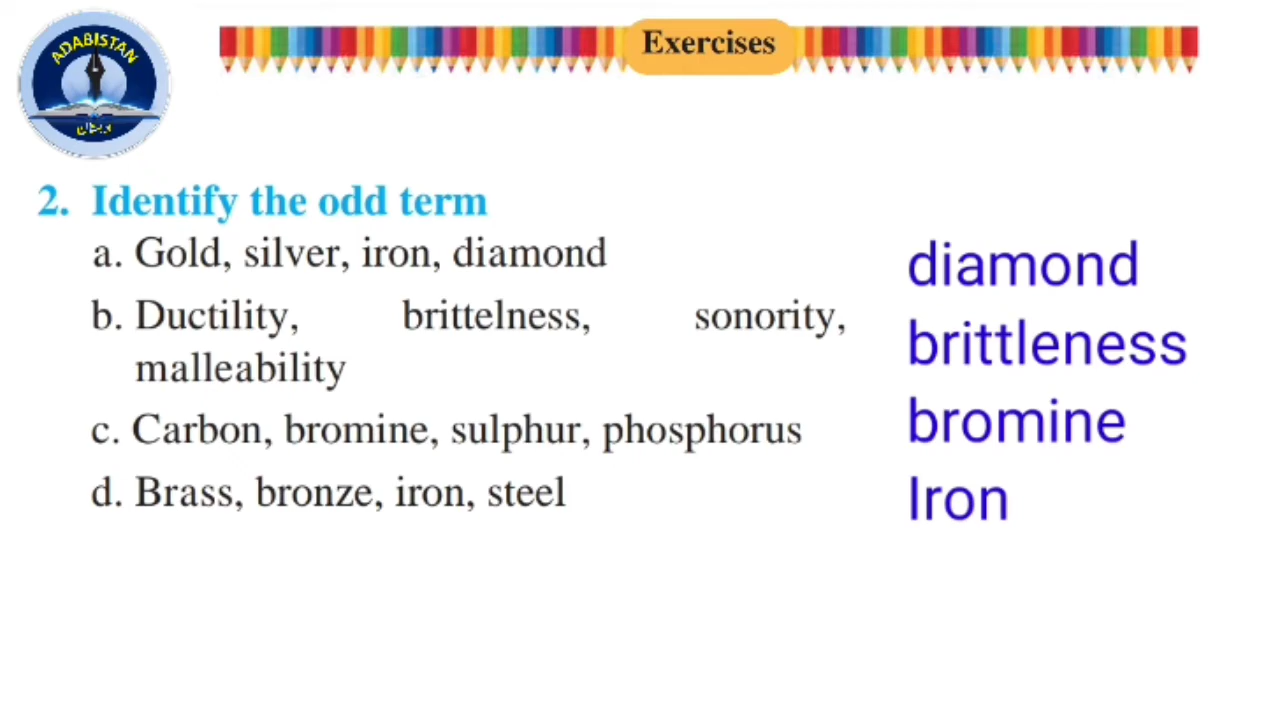 ADABISTAN
Exercises
2. Identify the odd term
a. Gold, silver, iron, diamond
diamond
b. Ductility, brittelness, sonority,
malleability
brittleness
c. Carbon, bromine, sulphur, phosphorus
bromine
d. Brass, bronze, iron, steel
Iron